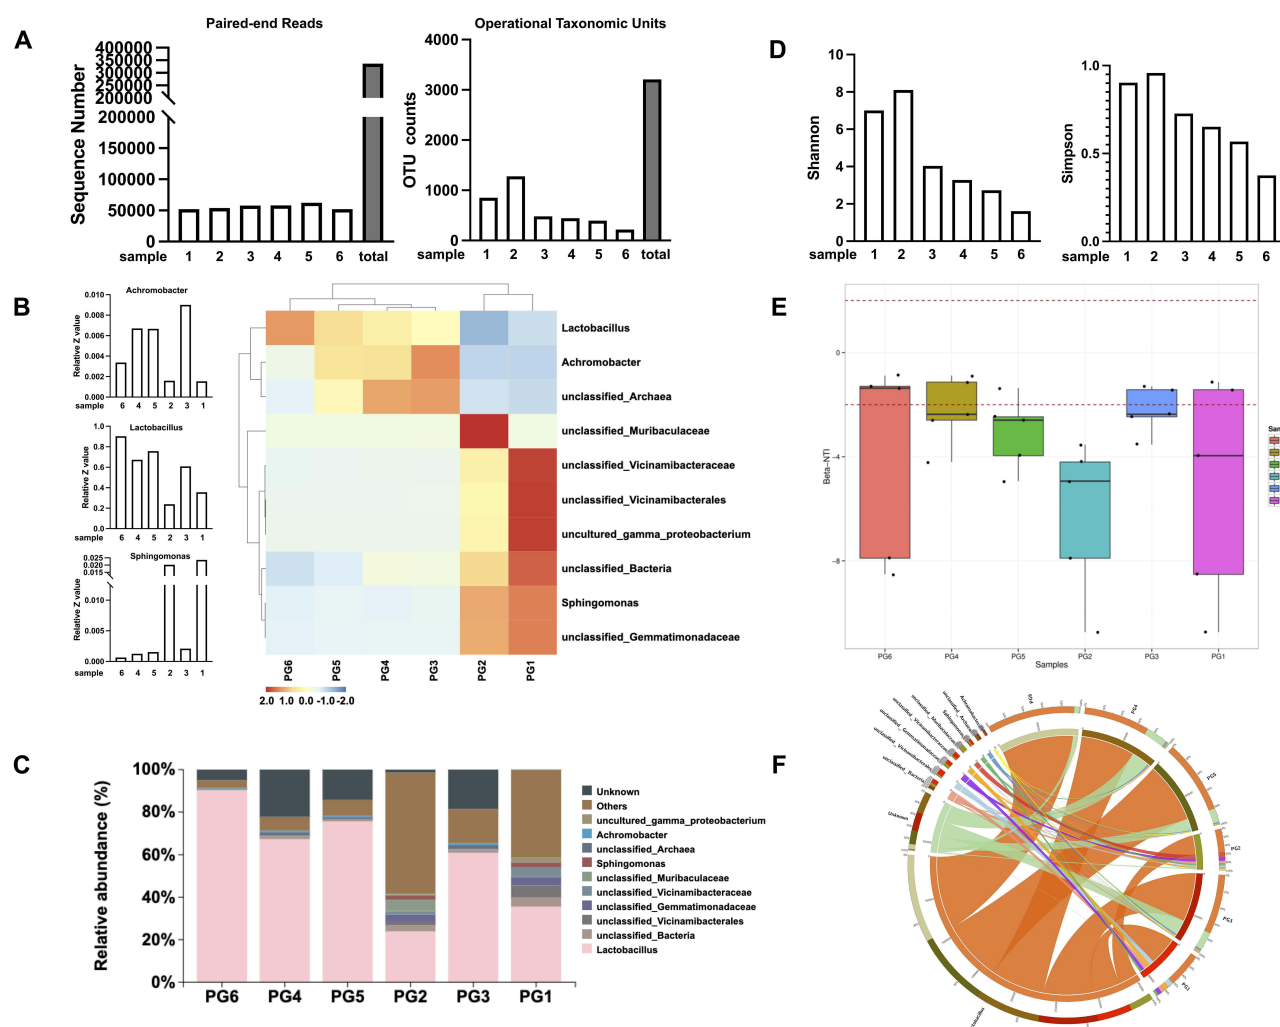 A
Paired-end Reads
Sequence Number
400000
350000
300000
250000
200000
200000
150000
100000
50000
0
sample 1 2 3 4 5 6 total
Operational Taxonomic Units
OTU counts
4000
3000
2000
1000
0
sample 1 2 3 4 5 6 total
D
Shannon
10
8
6
4
2
0
sample 1 2 3 4 5 6
Simpson
1.0
0.5
0.0
1 2 3 4 5 6
B
Achromobacter
Relative Z value
0.010
0.008
0.006
0.004
0.002
0.000
sample 6 4 5 2 3 1
Lactobacillus
Relative Z value
1.0
0.8
0.6
0.4
0.2
0.0
sample 6 4 5 2 3 1
Sphingomonas
Relative Z value
0.025
0.020
0.015
0.010
0.005
0.000
sample 6 4 5 2 3 1
Lactobacillus
Achromobacter
unclassified_Archaea
unclassified_Muribaculaceae
unclassified_Vicinamibacteraceae
unclassified_Vicinamibacterales
uncultured_gamma_proteobacterium
unclassified_Bacteria
Sphingomonas
unclassified_Gemmatimonadaceae
PG6 PG5 PG4 PG3 PG2 PG1
2.0 1.0 0.0 -1.0 -2.0
E
Beta-NTI
0
-4
-8
PG6 PG4 PG5 PG2 PG3 PG1
Samples
C
Relative abundance (%)
100%
80%
60%
40%
20%
0%
PG6 PG4 PG5 PG2 PG3 PG1
Unknown
Others
uncultured_gamma_proteobacterium
Achromobacter
unclassified_Archaea
Sphingomonas
unclassified_Muribaculaceae
unclassified_Vicinamibacteraceae
unclassified_Gemmatimonadaceae
unclassified_Vicinamibacterales
unclassified_Bacteria
Lactobacillus
F
PG4
PG5
PG2
PG3
PG1
Unknown
unclassified_Bacteria